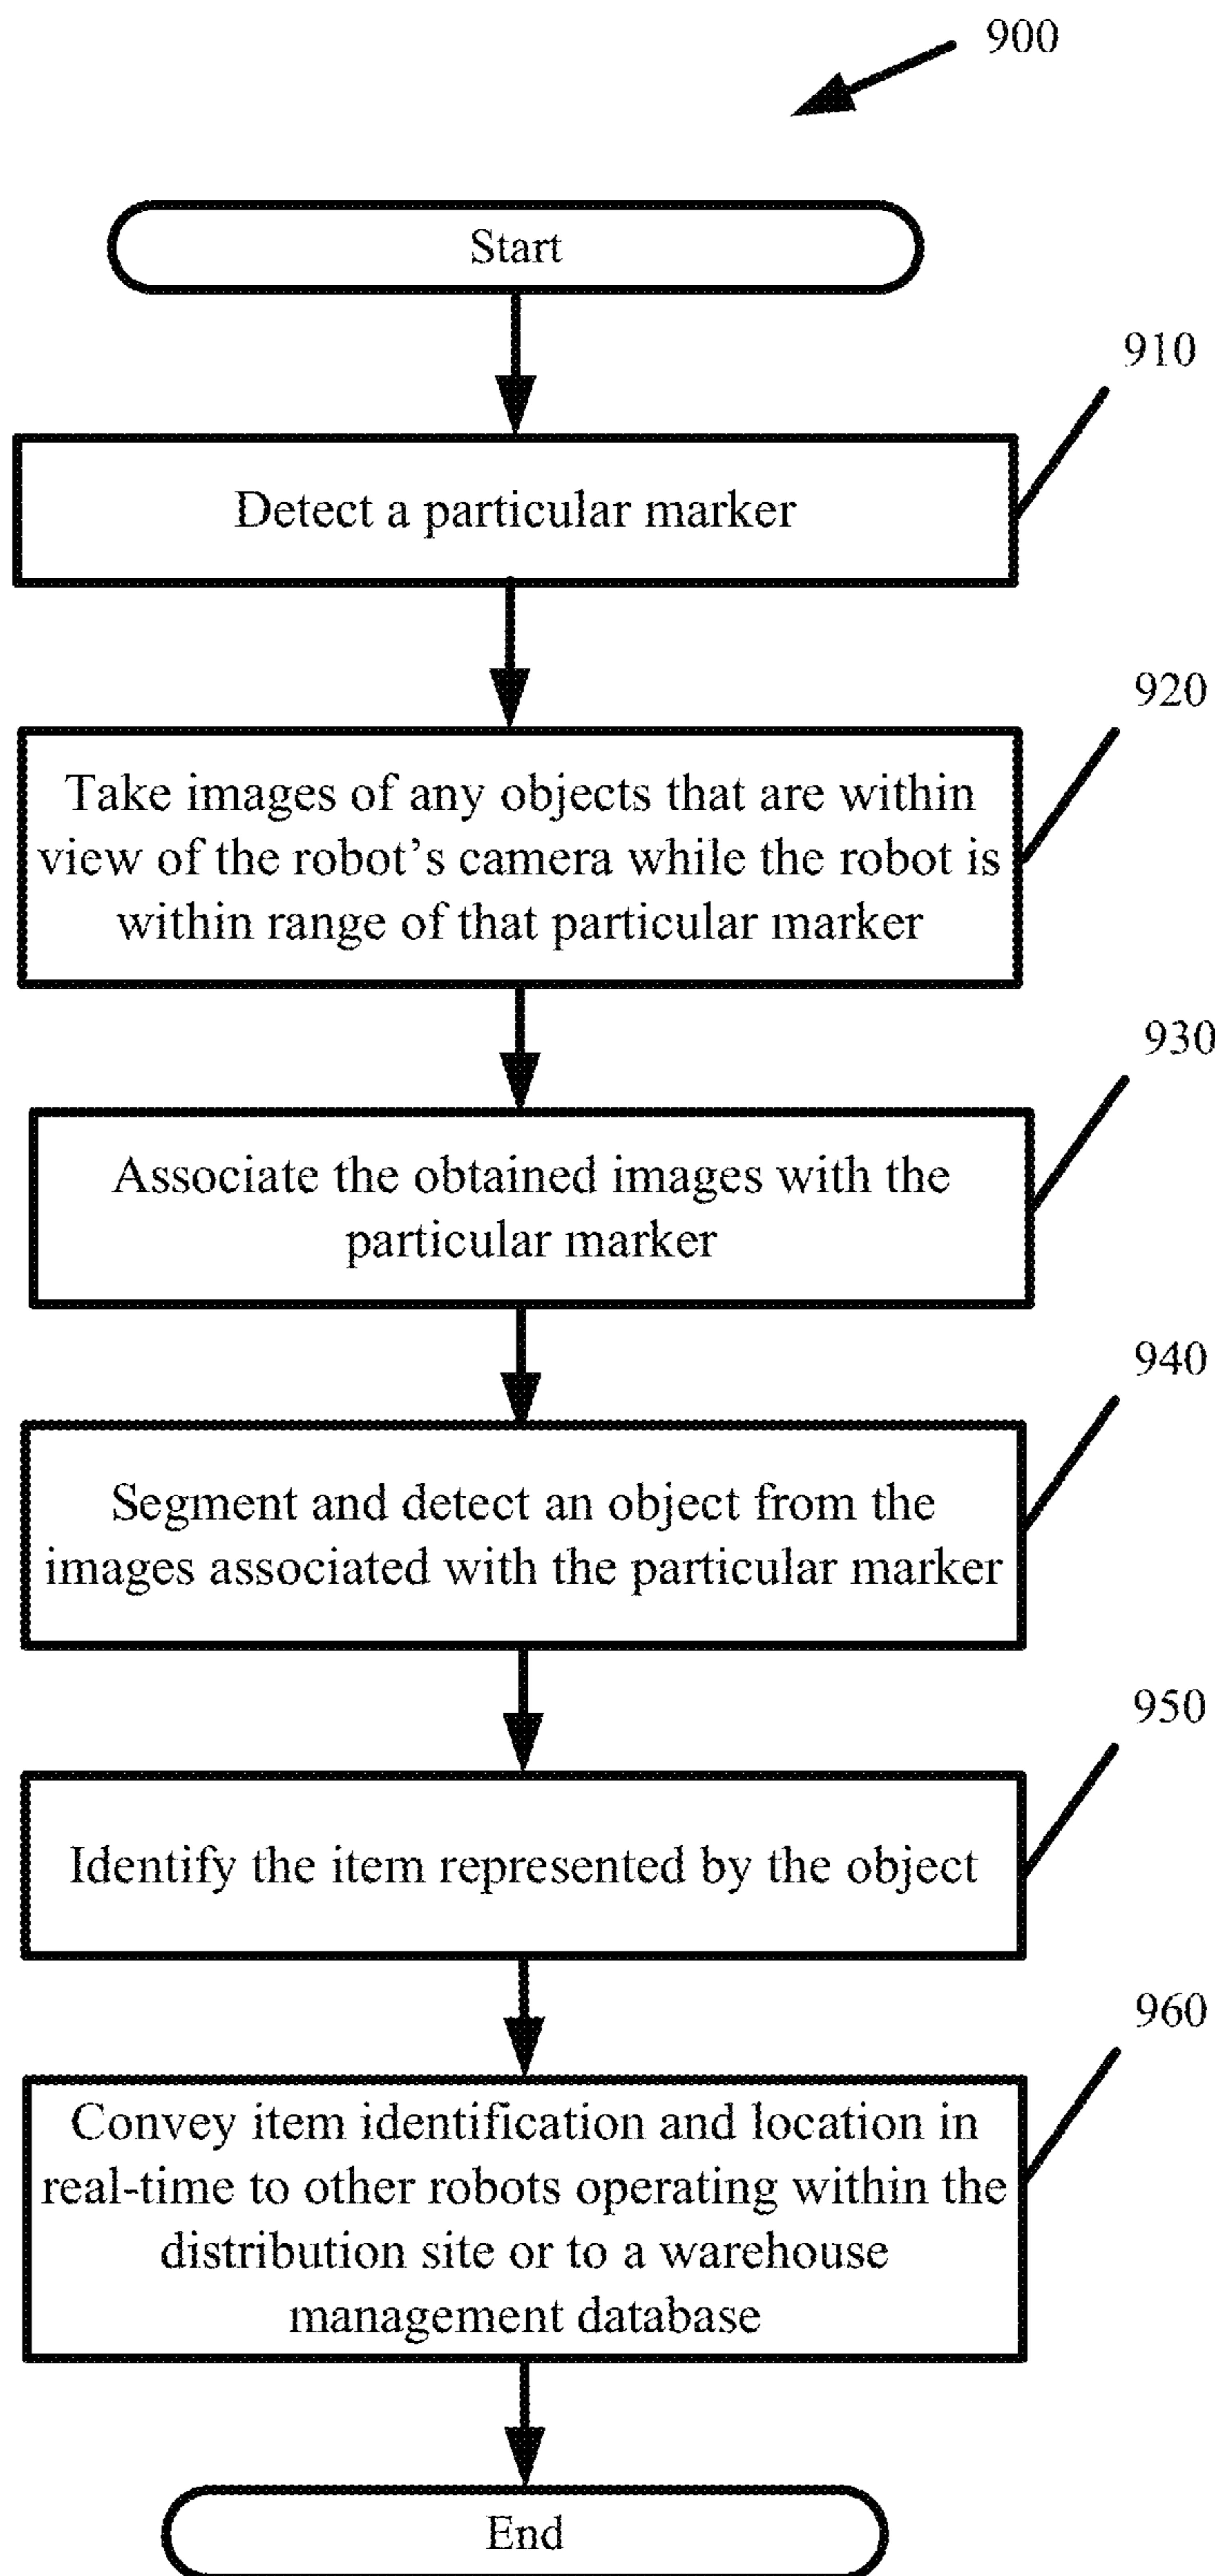 900
Start
910
Detect a particular marker
920
Take images of any objects that are within
view of the robot’s camera while the robot is
within range of that particular marker
930
Associate the obtained images with the
particular marker
940
Segment and detect an object from the
images associated with the particular marker
950
Identify the item represented by the object
960
Convey item identification and location in
real-time to other robots operating within the
distribution site or to a warehouse
management database
End